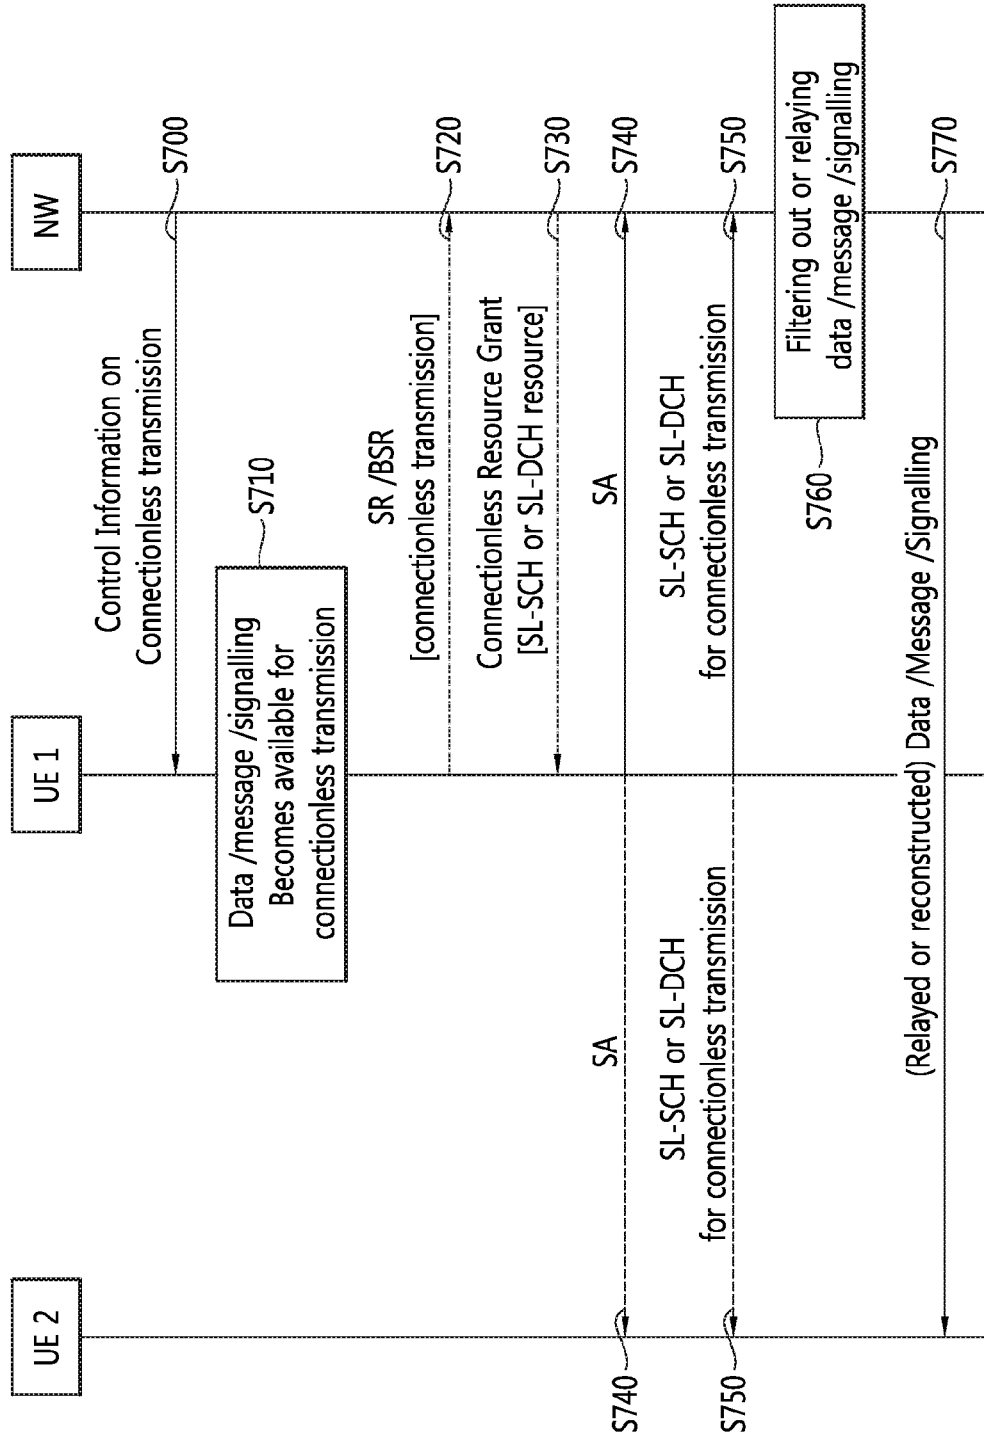 UE 2
UE 1
NW
Control Information on
Connectionless transmission
S700
Data /message /signalling
Becomes available for
connectionless transmission
S710
SR /BSR
[connectionless transmission]
S720
Connectionless Resource Grant
[SL-SCH or SL-DCH resource]
S730
S740
SA
SA
S740
S750
SL-SCH or SL-DCH
for connectionless transmission
SL-SCH or SL-DCH
for connectionless transmission
S750
S760
Filtering out or relaying
data /message /signalling
(Relayed or reconstructed) Data /Message /Signalling
S770